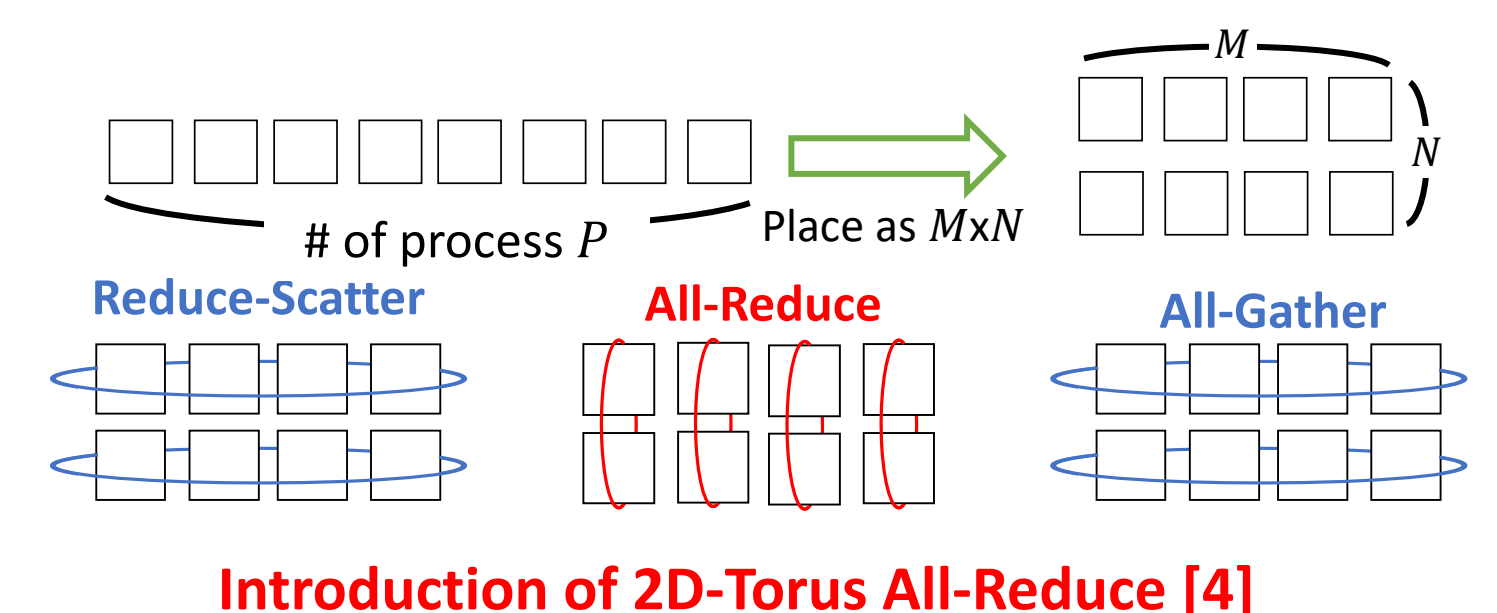 M
N
# of process P
Place as MxN
Reduce-Scatter
All-Reduce
All-Gather
Introduction of 2D-Torus All-Reduce [4]